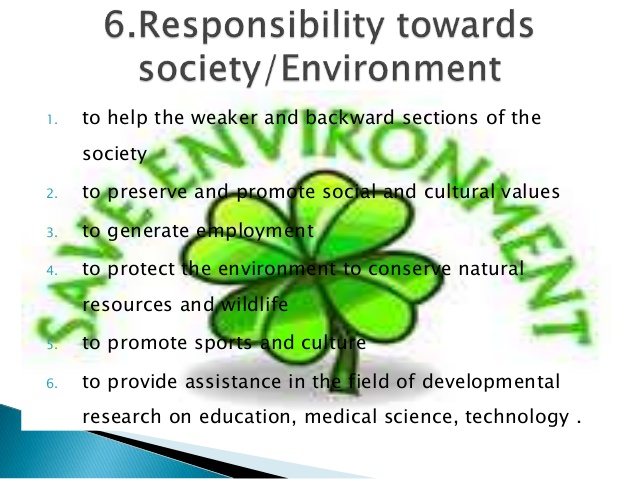 6.Responsibility towards
society/Environment
SAVE ENVIRONMENT
1. to help the weaker and backward sections of the
society
2. to preserve and promote social and cultural values
3. to generate employment
4. to protect the environment to conserve natural
resources and wildlife
5. to promote sports and culture
6. to provide assistance in the field of developmental
research on education, medical science, technology .